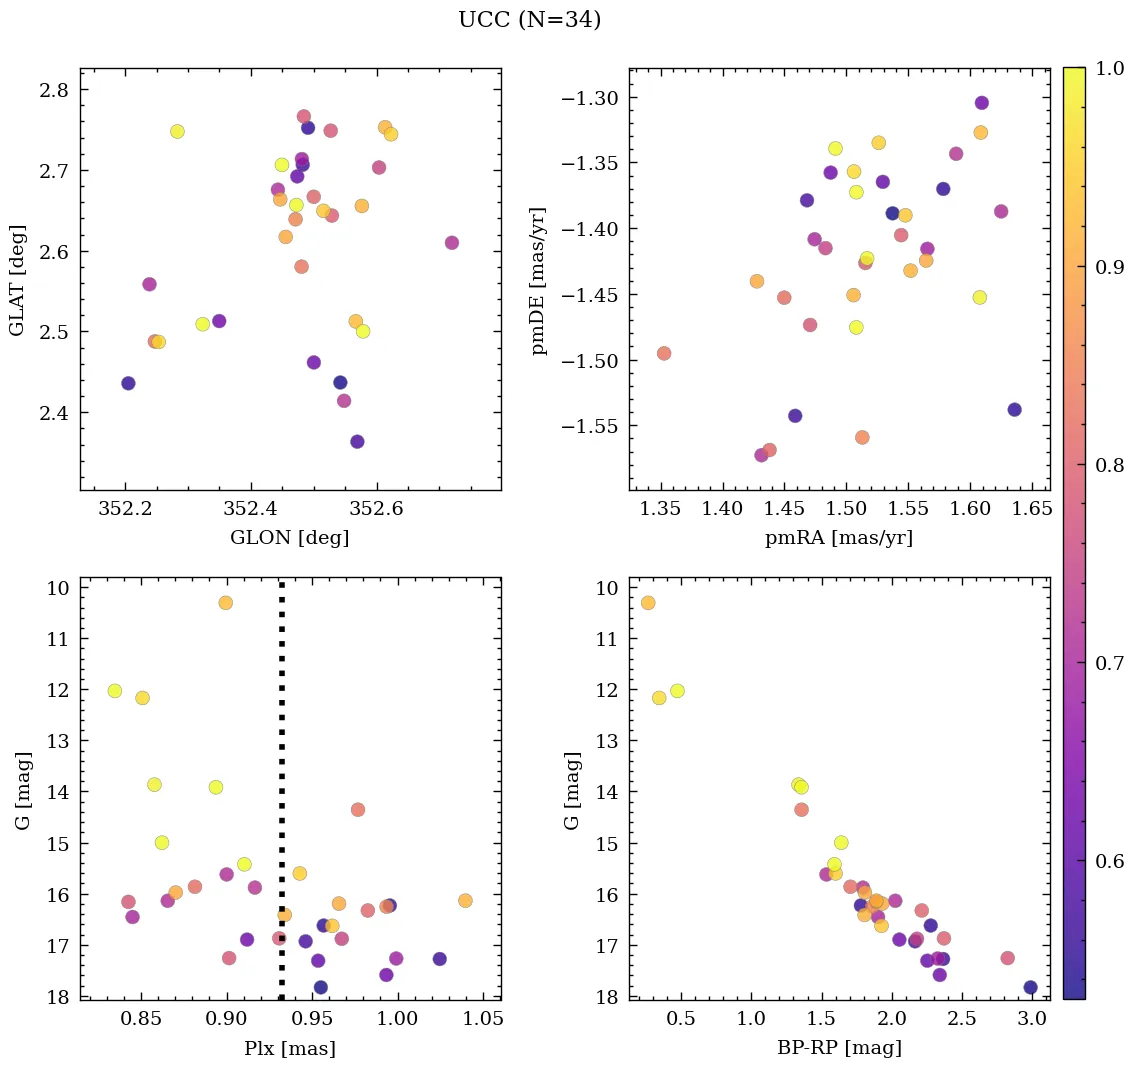 UCC (N=34)
2.8
2.7
2.6
2.5
2.4
GLAT [deg]
352.2 352.4 352.6
GLON [deg]
−1.30
−1.35
−1.40
−1.45
−1.50
−1.55
pmDE [mas/yr]
1.35 1.40 1.45 1.50 1.55 1.60 1.65
pmRA [mas/yr]
10
11
12
13
14
15
16
17
18
G [mag]
0.85 0.90 0.95 1.00 1.05
Plx [mas]
10
11
12
13
14
15
16
17
18
G [mag]
0.5 1.0 1.5 2.0 2.5 3.0
BP-RP [mag]
1.0
0.9
0.8
0.7
0.6